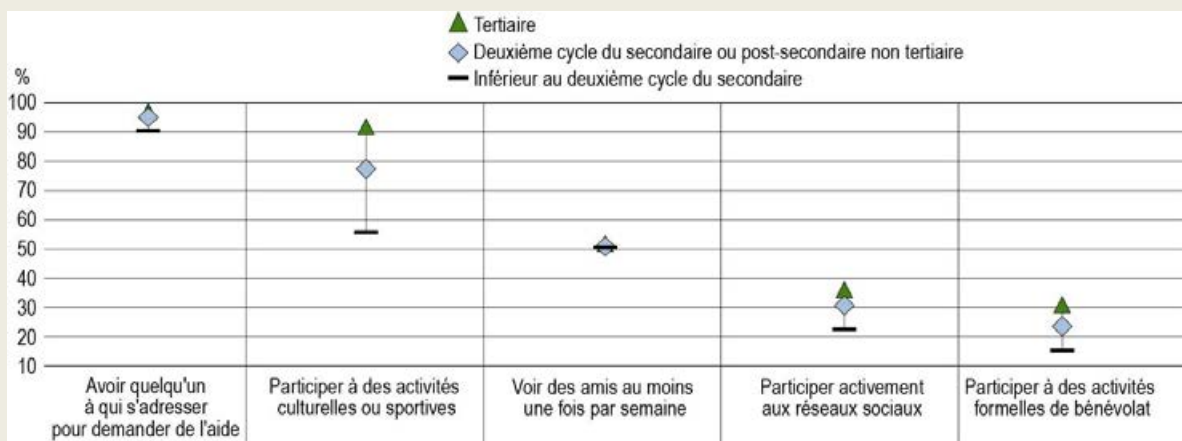 Tertiaire
Deuxième cycle du secondaire ou post-secondaire non tertiaire
Inférieur au deuxième cycle du secondaire
%
100
90
80
70
60
50
40
30
20
10
Avoir quelqu'un
à qui s'adresser
pour demander de l'aide
Participer à des activités
culturelles ou sportives
Voir des amis au moins
une fois par semaine
Participer activement
aux réseaux sociaux
Participer à des activités
formelles de bénévolat